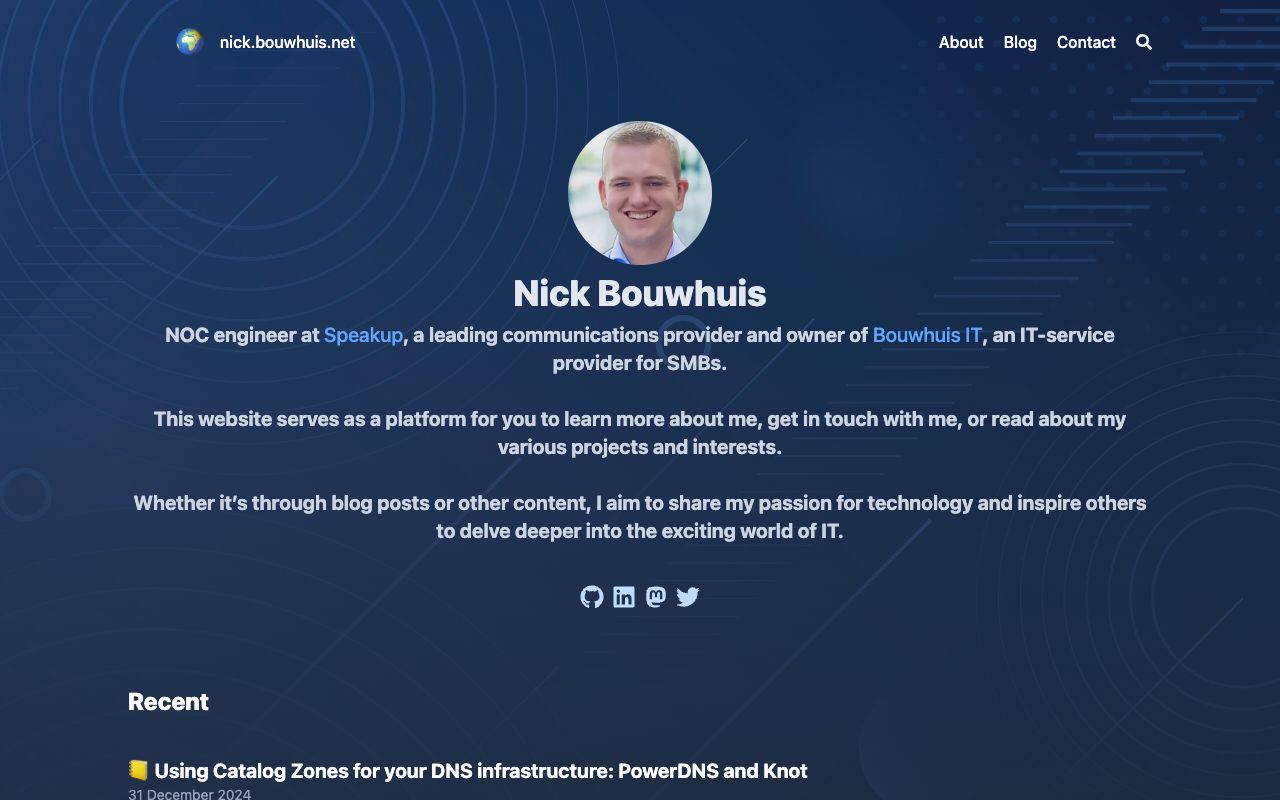 nick.bouwhuis.net
About
Blog
Contact
Nick Bouwhuis
NOC engineer at Speakup, a leading communications provider and owner of Bouwhuis IT, an IT-service
provider for SMBs.
This website serves as a platform for you to learn more about me, get in touch with me, or read about my
various projects and interests.
Whether it’s through blog posts or other content, I aim to share my passion for technology and inspire others
to delve deeper into the exciting world of IT.
Recent
Using Catalog Zones for your DNS infrastructure: PowerDNS and Knot
31 December 2024